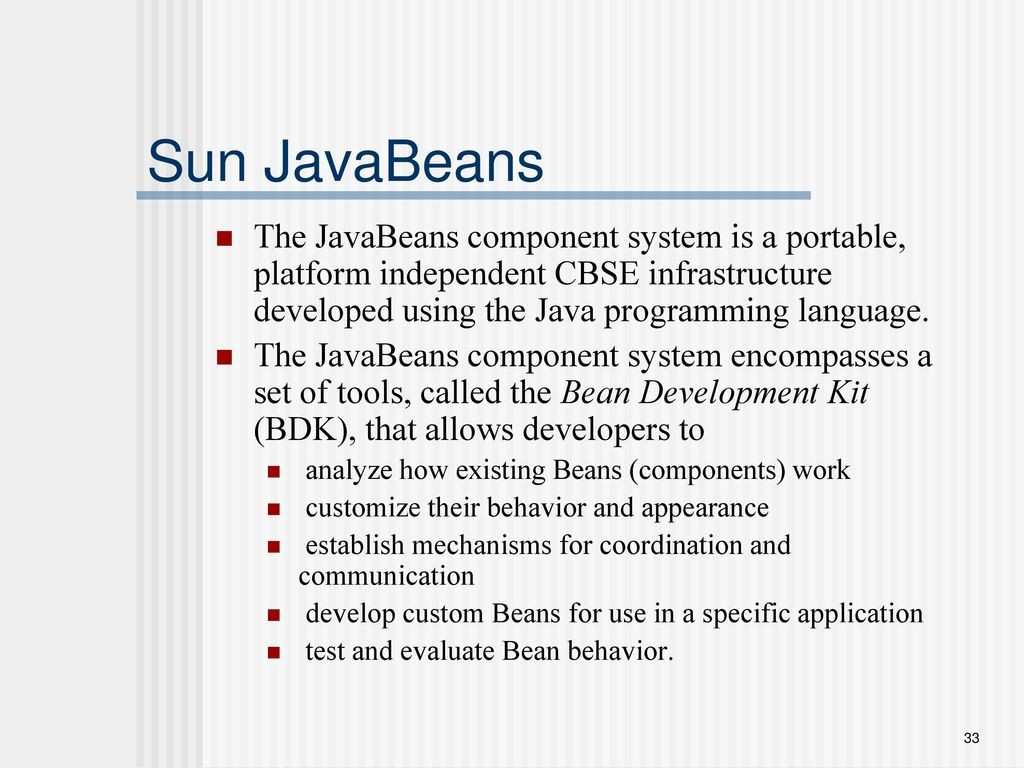 Sun JavaBeans
The JavaBeans component system is a portable,
platform independent CBSE infrastructure
developed using the Java programming language.
The JavaBeans component system encompasses a
set of tools, called the Bean Development Kit
(BDK), that allows developers to
analyze how existing Beans (components) work
customize their behavior and appearance
establish mechanisms for coordination and
communication
develop custom Beans for use in a specific application
test and evaluate Bean behavior.
33